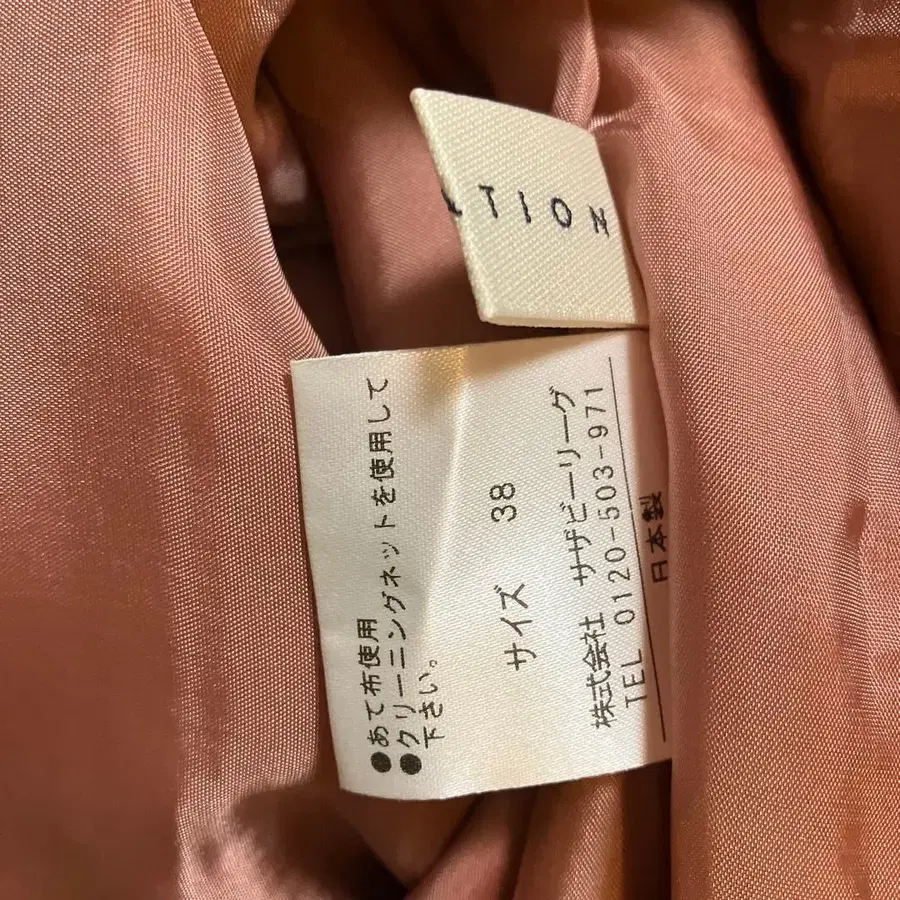 TION
●あて布使用
●クリーニングネットを使用して
下さい。
サイズ 38
株式会社 サザビーリーグ
TEL 0120-503-971
日本製